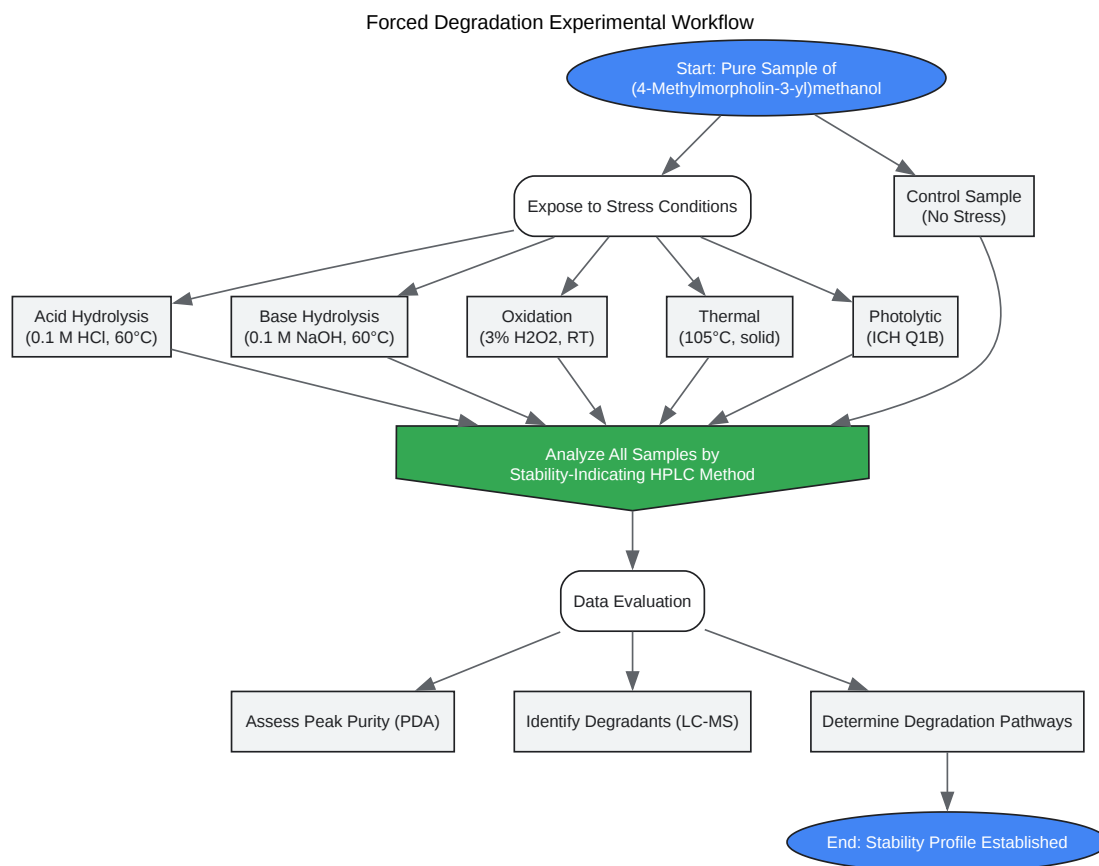 Forced Degradation Experimental Workflow
Start: Pure Sample of
(4-Methylmorpholin-3-yl)methanol
Expose to Stress Conditions
Control Sample
(No Stress)
Acid Hydrolysis
(0.1 M HCl, 60°C)
Base Hydrolysis
(0.1 M NaOH, 60°C)
Oxidation
(3% H2O2, RT)
Thermal
(105°C, solid)
Photolytic
(ICH Q1B)
Analyze All Samples by
Stability-Indicating HPLC Method
Data Evaluation
Assess Peak Purity (PDA)
Identify Degradants (LC-MS)
Determine Degradation Pathways
End: Stability Profile Established